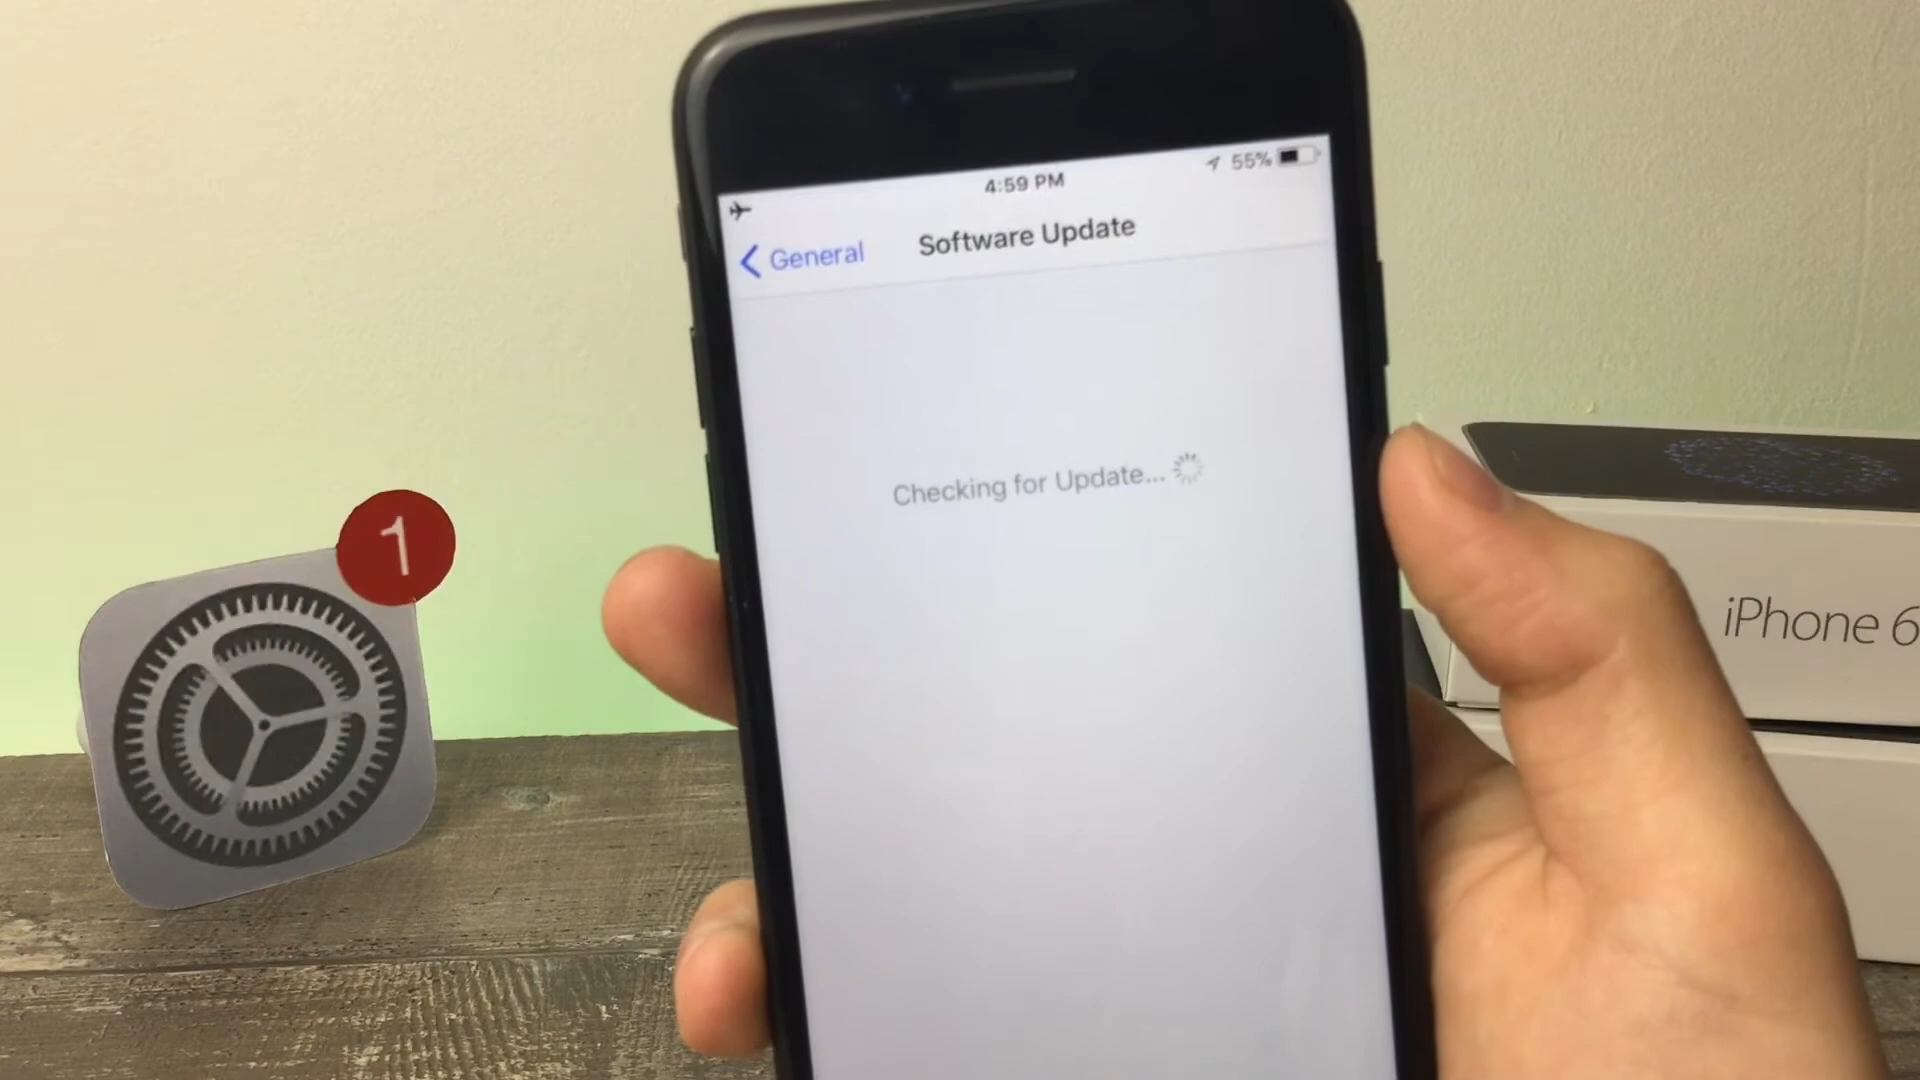 4:59 PM
55%
General
Software Update
Checking for Update...
1
iPhone 6